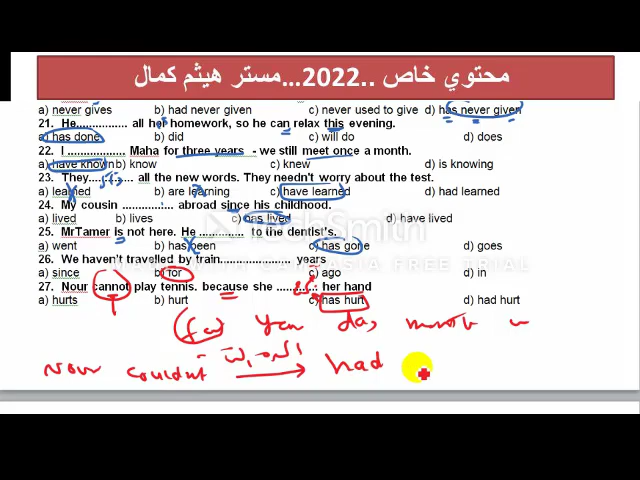 محتوي خاص ..2022...مستر هيثم كمال
a) never gives b) had never given c) never used to give d) has never given
21. He................ all her homework, so he can relax this evening.
a) has done b) did c) will do d) does
22. I .................. Maha for three years - we still meet once a month.
a) have known b) know c) knew d) is knowing
23. They............. all the new words. They needn't worry about the test.
a) learned b) are learning c) have learned d) had learned
24. My cousin ............... abroad since his childhood.
a) lived b) lives c) has lived d) have lived
25. MrTamer is not here. He .............. to the dentist's.
a) went b) has been c) has gone d) goes
26. We haven't travelled by train...................... years
a) since b) for c) ago d) in
27. Nour cannot play tennis. because she ............: her hand
a) hurts b) hurt c) has hurt d) had hurt
for year day month
Nour couldn't → had